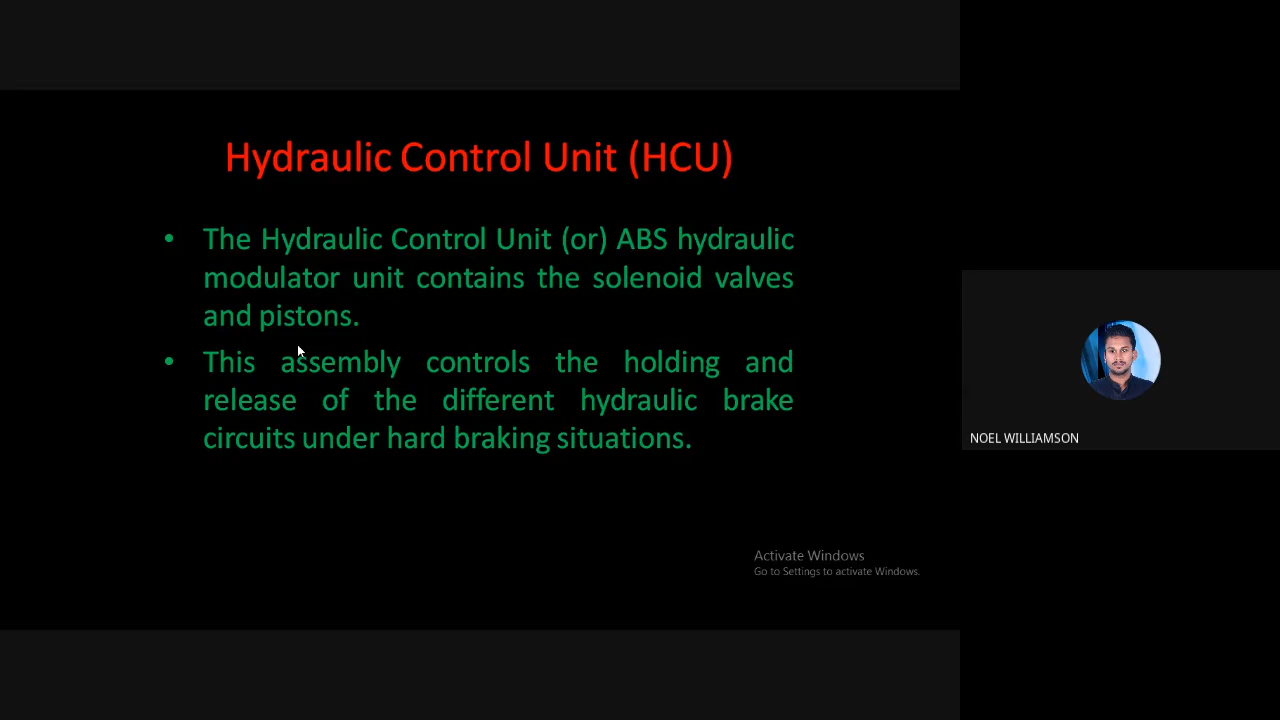 Hydraulic Control Unit (HCU)
• The Hydraulic Control Unit (or) ABS hydraulic
modulator unit contains the solenoid valves
and pistons.
• This assembly controls the holding and
release of the different hydraulic brake
circuits under hard braking situations.
Activate Windows
Go to Settings to activate Windows.
NOEL WILLIAMSON